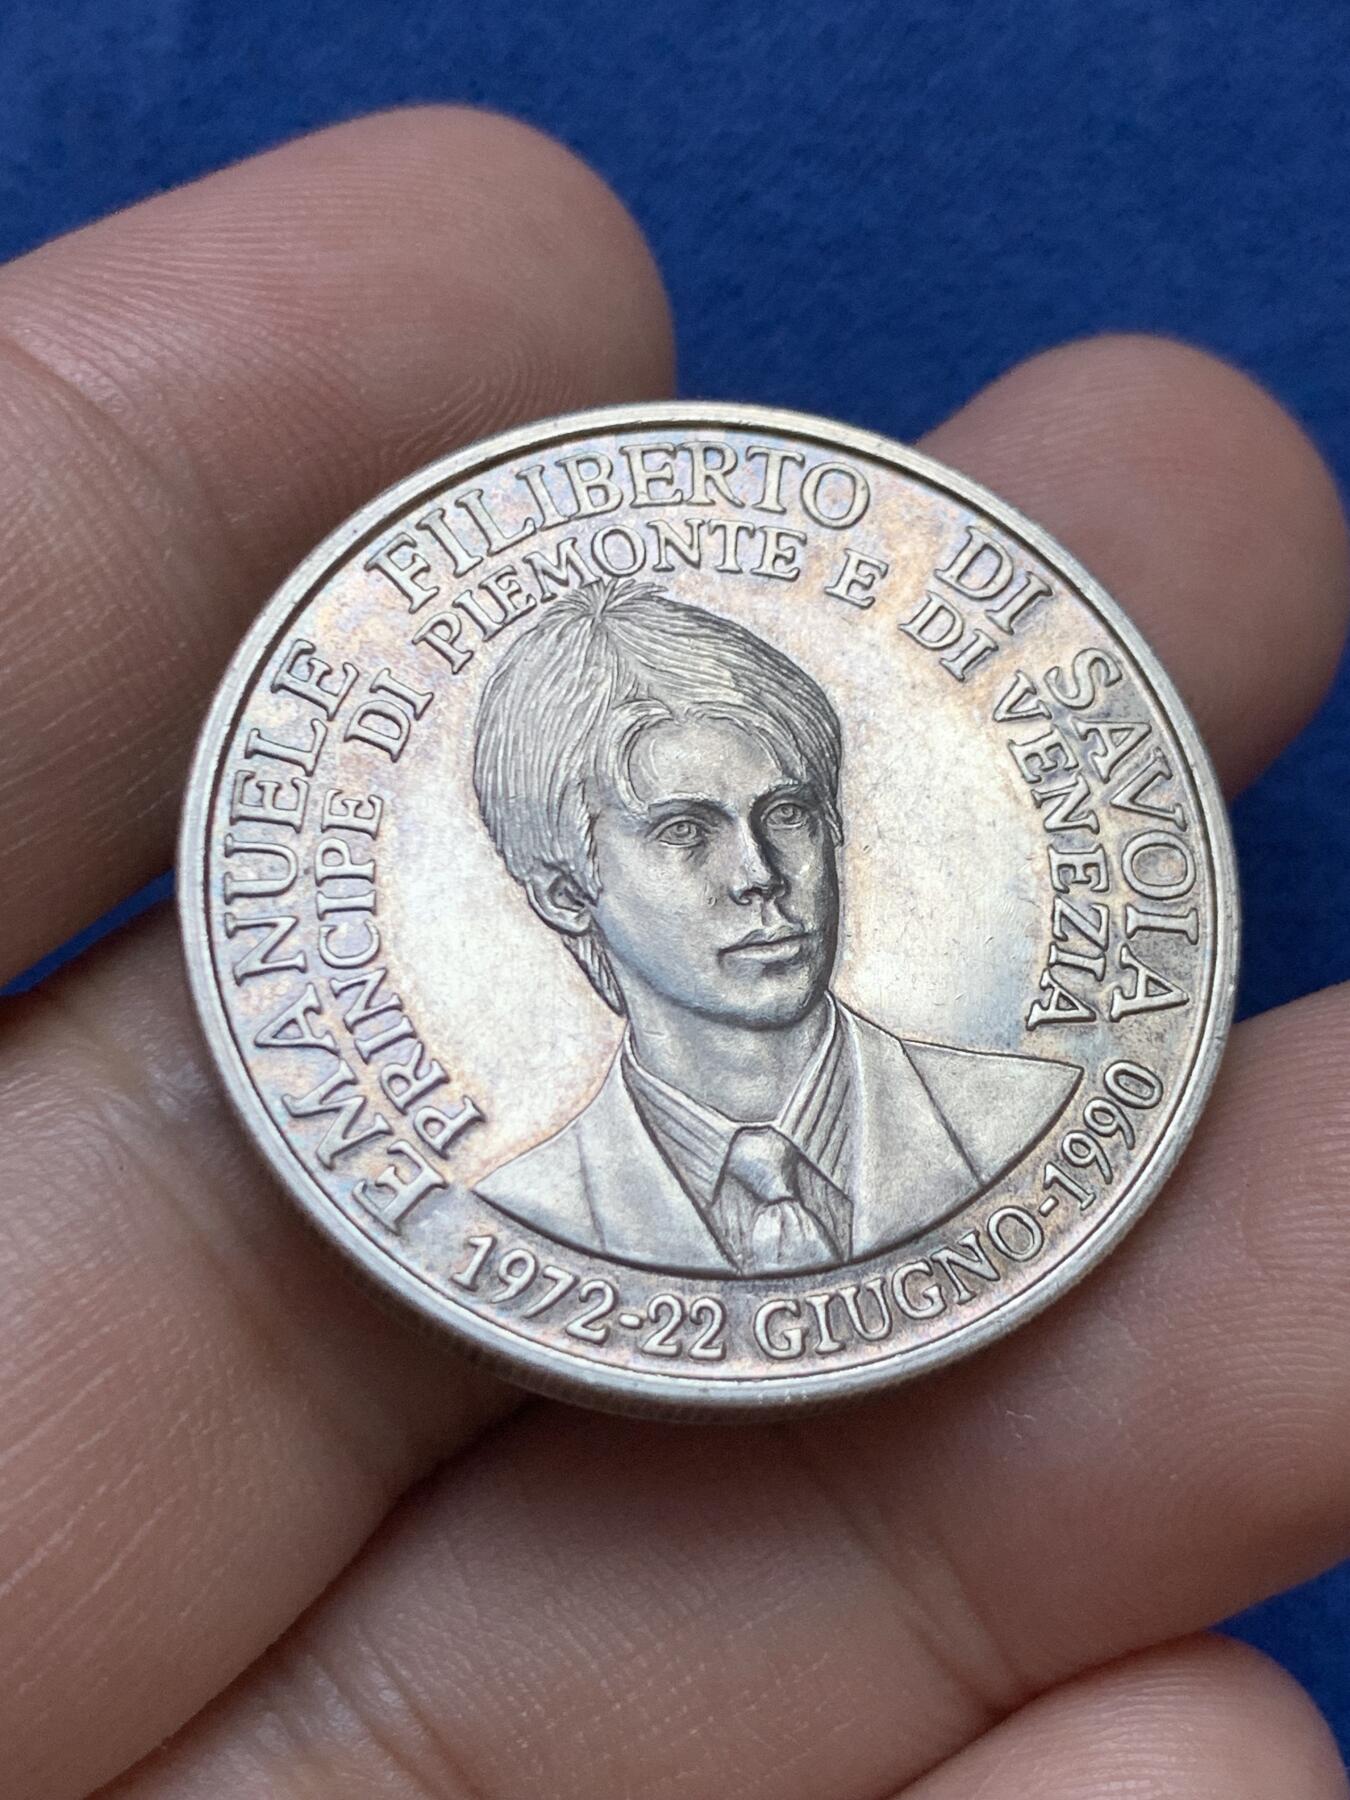 EMANUELE FILIBERTO DI SAVOIA
PRINCIPE DI PIEMONTE E DI VENEZIA
1972-22 GIUGNO-1990